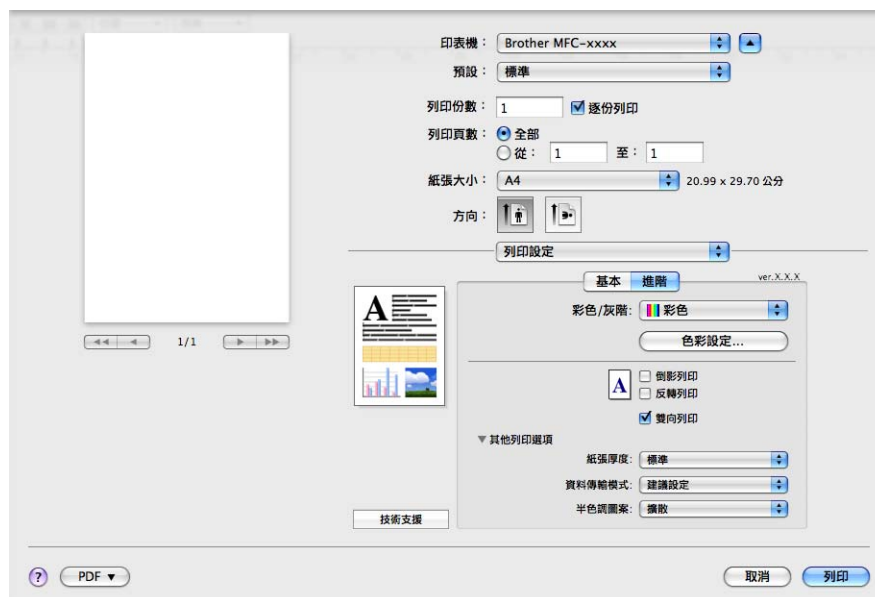 印表機： Brother MFC-xxxx
預設： 標準
列印份數： 1 逐份列印
列印頁數： 全部
從： 1 至： 1
紙張大小： A4 20.99 x 29.70 公分
方向：
列印設定
基本 進階 ver.X.X.X
彩色/灰階: 彩色
色彩設定...
A
A 倒影列印
反轉列印
雙向列印
其他列印選項
紙張厚度: 標準
資料傳輸模式: 建議設定
半色調圖案: 擴散
1/1
技術支援
? PDF ▼ 取消 列印